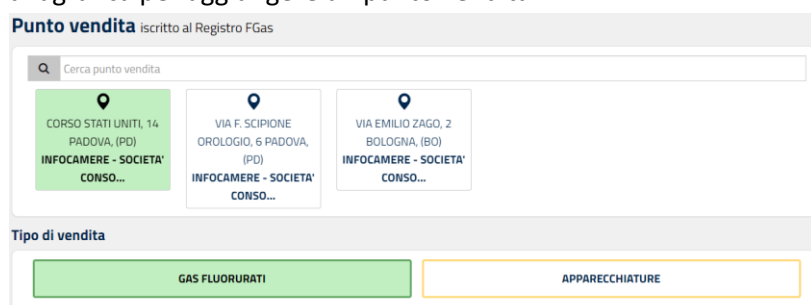 Punto vendita iscritto al Registro FGas
Cerca punto vendita
CORSO STATI UNITI, 14
PADOVA, (PD)
INFOCAMERE - SOCIETA'
CONSO...
VIA F. SCIPIONE
OROLOGIO, 6 PADOVA,
(PD)
INFOCAMERE - SOCIETA'
CONSO...
VIA EMILIO ZAGO, 2
BOLOGNA, (BO)
INFOCAMERE - SOCIETA'
CONSO...
Tipo di vendita
GAS FLUORURATI
APPARECCHIATURE